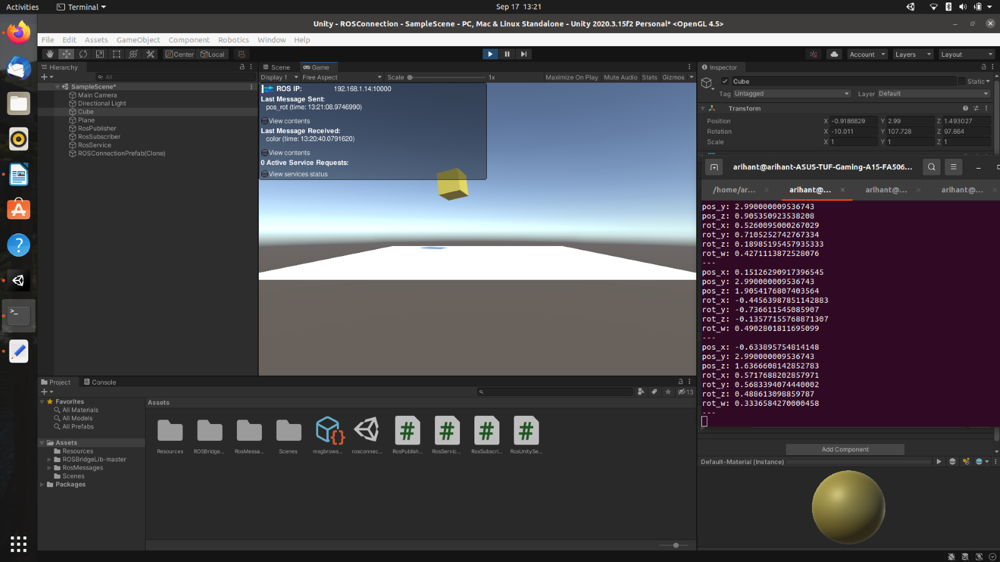 Activities
Terminal
Sep 17 13:21
Unity - ROSConnection - SampleScene - PC, Mac & Linux Standalone - Unity 2020.3.15f2 Personal* <OpenGL 4.5>
File Edit Assets GameObject Component Robotics Window Help
Center Local
Account Layers Layout
Hierarchy
All
SampleScene*
Main Camera
Directional Light
Cube
Plane
RosPublisher
RosSubscriber
RosService
ROSConnectionPrefab(Clone)
Scene Game
Display 1 Free Aspect Scale 1x Maximize On Play Mute Audio Stats Gizmos
ROS IP: 192.168.1.14:10000
Last Message Sent:
pos_rot (time: 13:21:08.9746990)
View contents
Last Message Received:
color (time: 13:20:40.0791620)
View contents
0 Active Service Requests:
View services status
Inspector
Cube Static
Tag Untagged Layer Default
Transform
Position X -0.9186829 Y 2.99 Z 1.493027
Rotation X -10.011 Y 107.728 Z 97.664
Scale X 1 Y 1 Z 1
arihant@arihant-ASUS-TUF-Gaming-A15-FA506...
/home/ar... arihant@... arihant@... arihant@...
pos_y: 2.990000009536743
pos_z: 0.905350923538208
rot_x: 0.5260095000267029
rot_y: 0.7105252742767334
rot_z: 0.18985195457935333
rot_w: 0.4271113872528076
---
pos_x: 0.15126290917396545
pos_y: 2.990000009536743
pos_z: 1.9054176807403564
rot_x: -0.44563987851142883
rot_y: -0.736611545085907
rot_z: -0.13577155768871307
rot_w: 0.4902801811695099
---
pos_x: -0.633895754814148
pos_y: 2.990000009536743
pos_z: 1.6366608142852783
rot_x: 0.5717688202857971
rot_y: 0.5683394074440002
rot_z: 0.488613098859787
rot_w: 0.3336584270000458
---
Add Component
Default-Material (Instance)
Project Console
13
Favorites
All Materials
All Models
All Prefabs
Assets
Resources
ROSBridgeLib-master
RosMessages
Scenes
Packages
Assets
Resources ROSBridge... RosMessa... Scenes msgbrows... rosconnec... RosPublish... RosServic... RosSubscri... RosUnitySe...